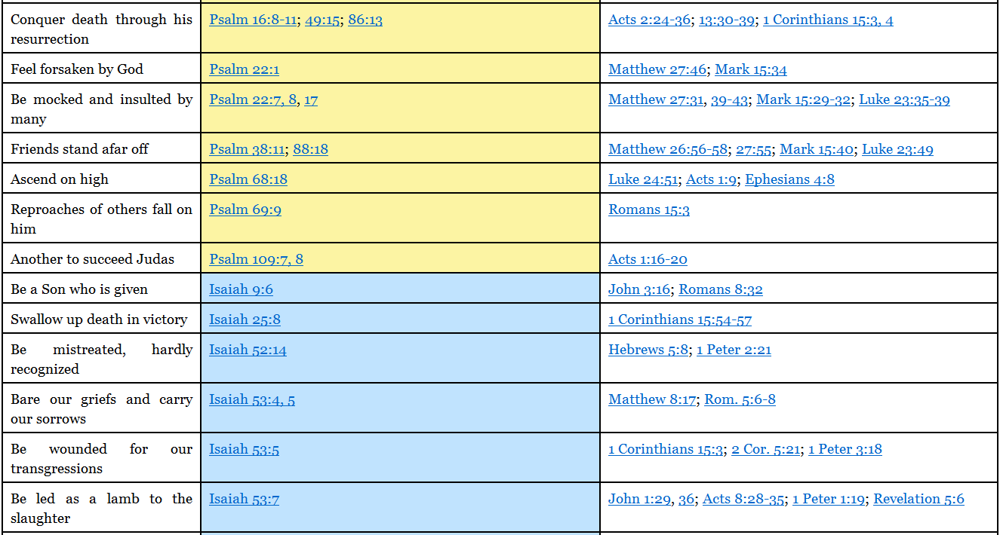 Conquer death through his resurrection | Psalm 16:8-11; 49:15; 86:13 | Acts 2:24-36; 13:30-39; 1 Corinthians 15:3, 4
Feel forsaken by God | Psalm 22:1 | Matthew 27:46; Mark 15:34
Be mocked and insulted by many | Psalm 22:7, 8, 17 | Matthew 27:31, 39-43; Mark 15:29-32; Luke 23:35-39
Friends stand afar off | Psalm 38:11; 88:18 | Matthew 26:56-58; 27:55; Mark 15:40; Luke 23:49
Ascend on high | Psalm 68:18 | Luke 24:51; Acts 1:9; Ephesians 4:8
Reproaches of others fall on him | Psalm 69:9 | Romans 15:3
Another to succeed Judas | Psalm 109:7, 8 | Acts 1:16-20
Be a Son who is given | Isaiah 9:6 | John 3:16; Romans 8:32
Swallow up death in victory | Isaiah 25:8 | 1 Corinthians 15:54-57
Be mistreated, hardly recognized | Isaiah 52:14 | Hebrews 5:8; 1 Peter 2:21
Bare our griefs and carry our sorrows | Isaiah 53:4, 5 | Matthew 8:17; Rom. 5:6-8
Be wounded for our transgressions | Isaiah 53:5 | 1 Corinthians 15:3; 2 Cor. 5:21; 1 Peter 3:18
Be led as a lamb to the slaughter | Isaiah 53:7 | John 1:29, 36; Acts 8:28-35; 1 Peter 1:19; Revelation 5:6